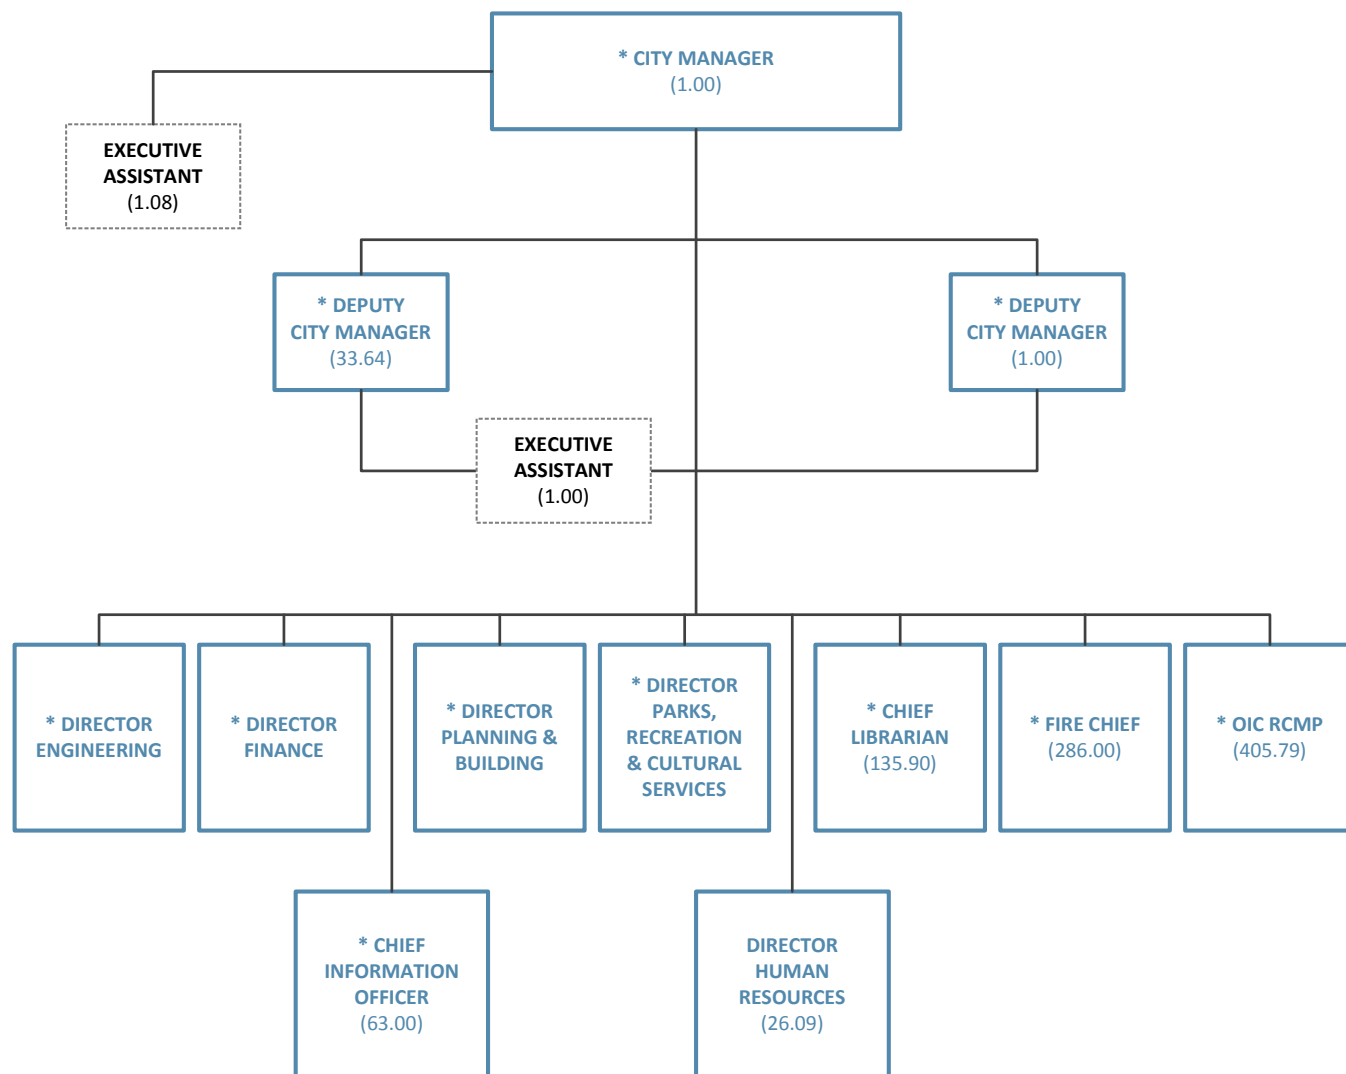 * CITY MANAGER
(1.00)
EXECUTIVE
ASSISTANT
(1.08)
* DEPUTY
CITY MANAGER
(33.64)
* DEPUTY
CITY MANAGER
(1.00)
EXECUTIVE
ASSISTANT
(1.00)
* DIRECTOR
ENGINEERING
* DIRECTOR
FINANCE
* DIRECTOR
PLANNING &
BUILDING
* DIRECTOR
PARKS,
RECREATION
& CULTURAL
SERVICES
* CHIEF
LIBRARIAN
(135.90)
* FIRE CHIEF
(286.00)
* OIC RCMP
(405.79)
* CHIEF
INFORMATION
OFFICER
(63.00)
DIRECTOR
HUMAN
RESOURCES
(26.09)